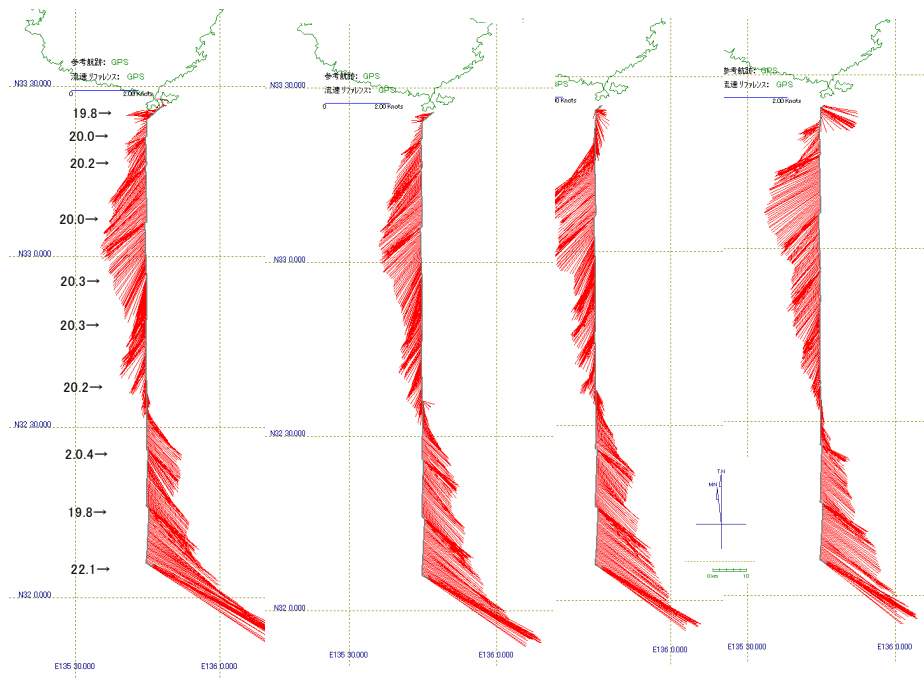 参考航跡: GPS
流速リファレンス: GPS
N33 30.000
0 2.00 Knots
19.8→
20.0→
20.2→
20.0→
N33 0.000
20.3→
20.3→
20.2→
N32 30.000
2.0.4→
19.8→
22.1→
N32 0.000
E135 30.000
E136 0.000
参考航跡: GPS
流速リファレンス: GPS
N33 30.000
0 2.00 Knots
N33 0.000
N32 30.000
N32 0.000
E135 30.000
E136 0.000
GPS
0 Knots
E136 0.000
参考航跡: GPS
流速リファレンス: GPS
2.00 Knots
T.N
M.N
0 km 10
E135 30.000
E136 0.000